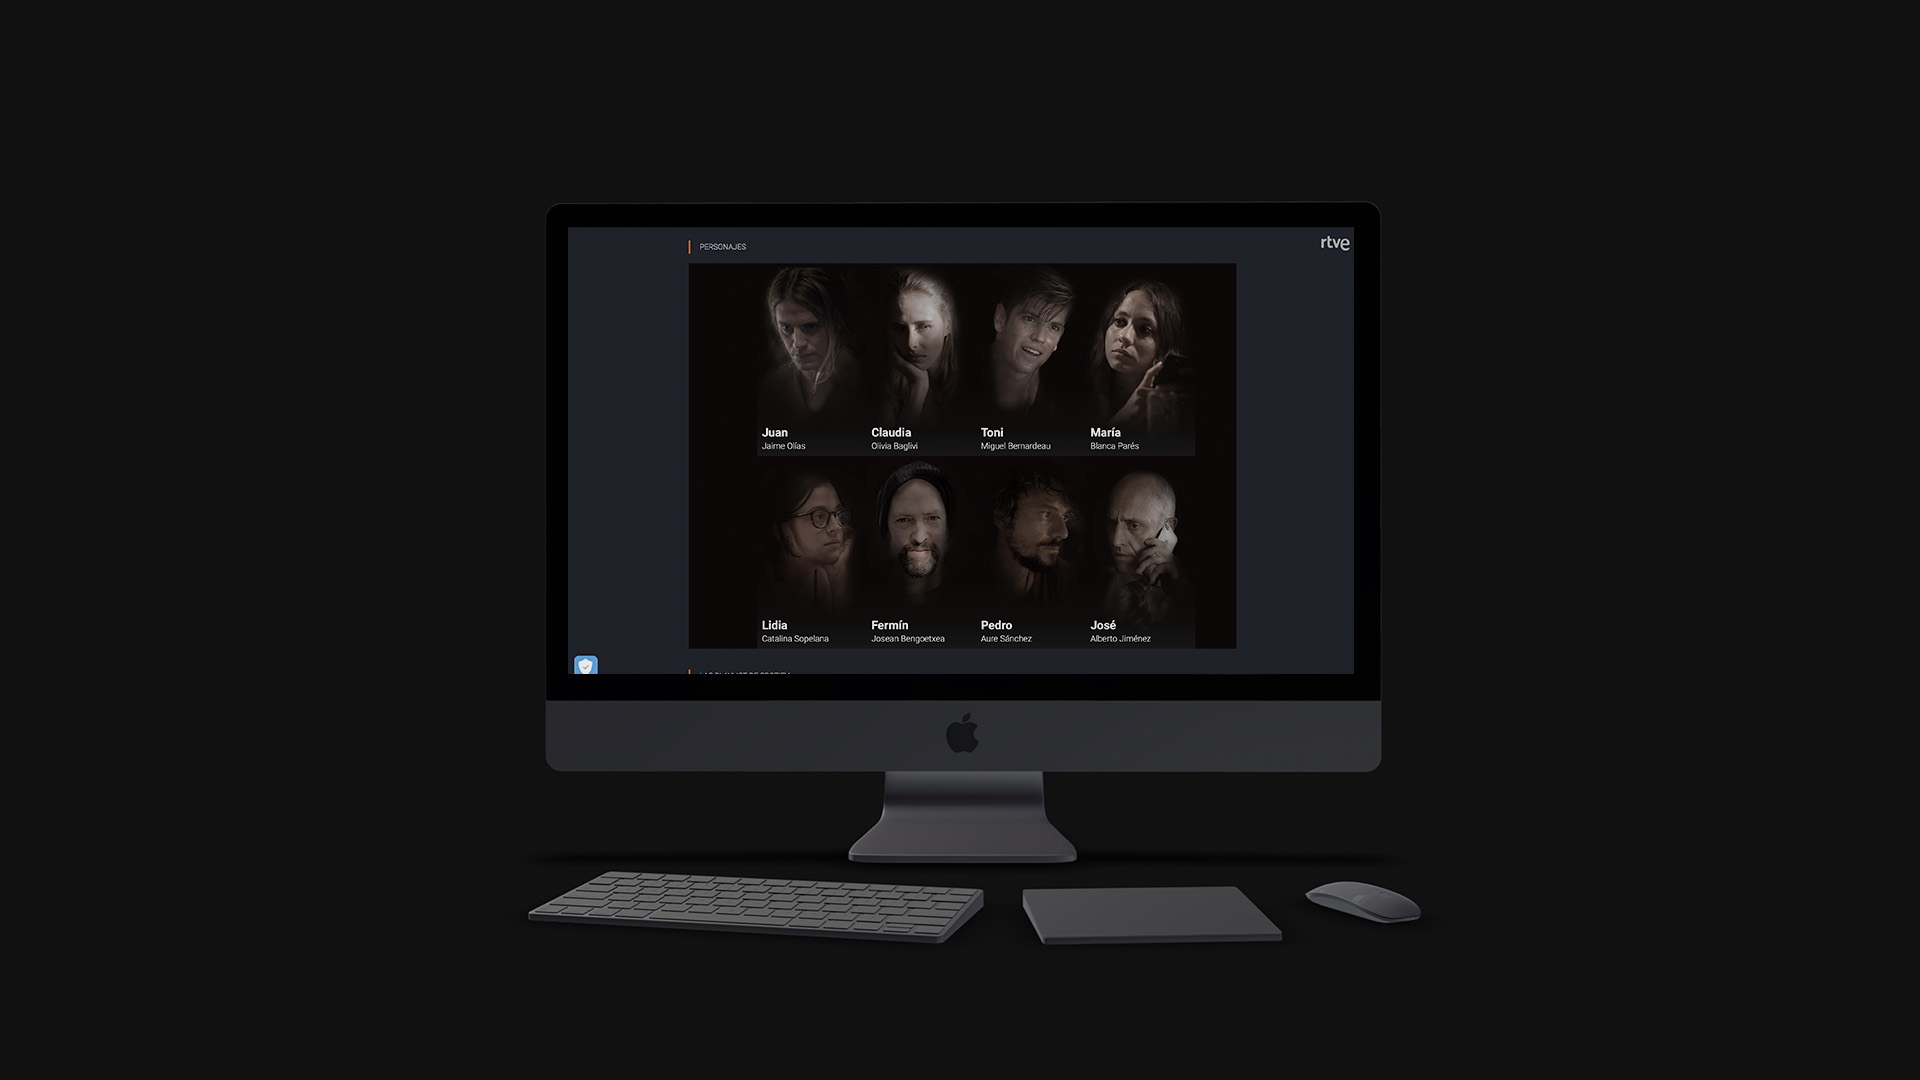 PERSONAJES
rtve
Juan
Jaime Olías
Claudia
Olivia Baglivi
Toni
Miguel Bernardeau
María
Blanca Parés
Lidia
Catalina Sopelana
Fermín
Josean Bengoetxea
Pedro
Aure Sánchez
José
Alberto Jiménez